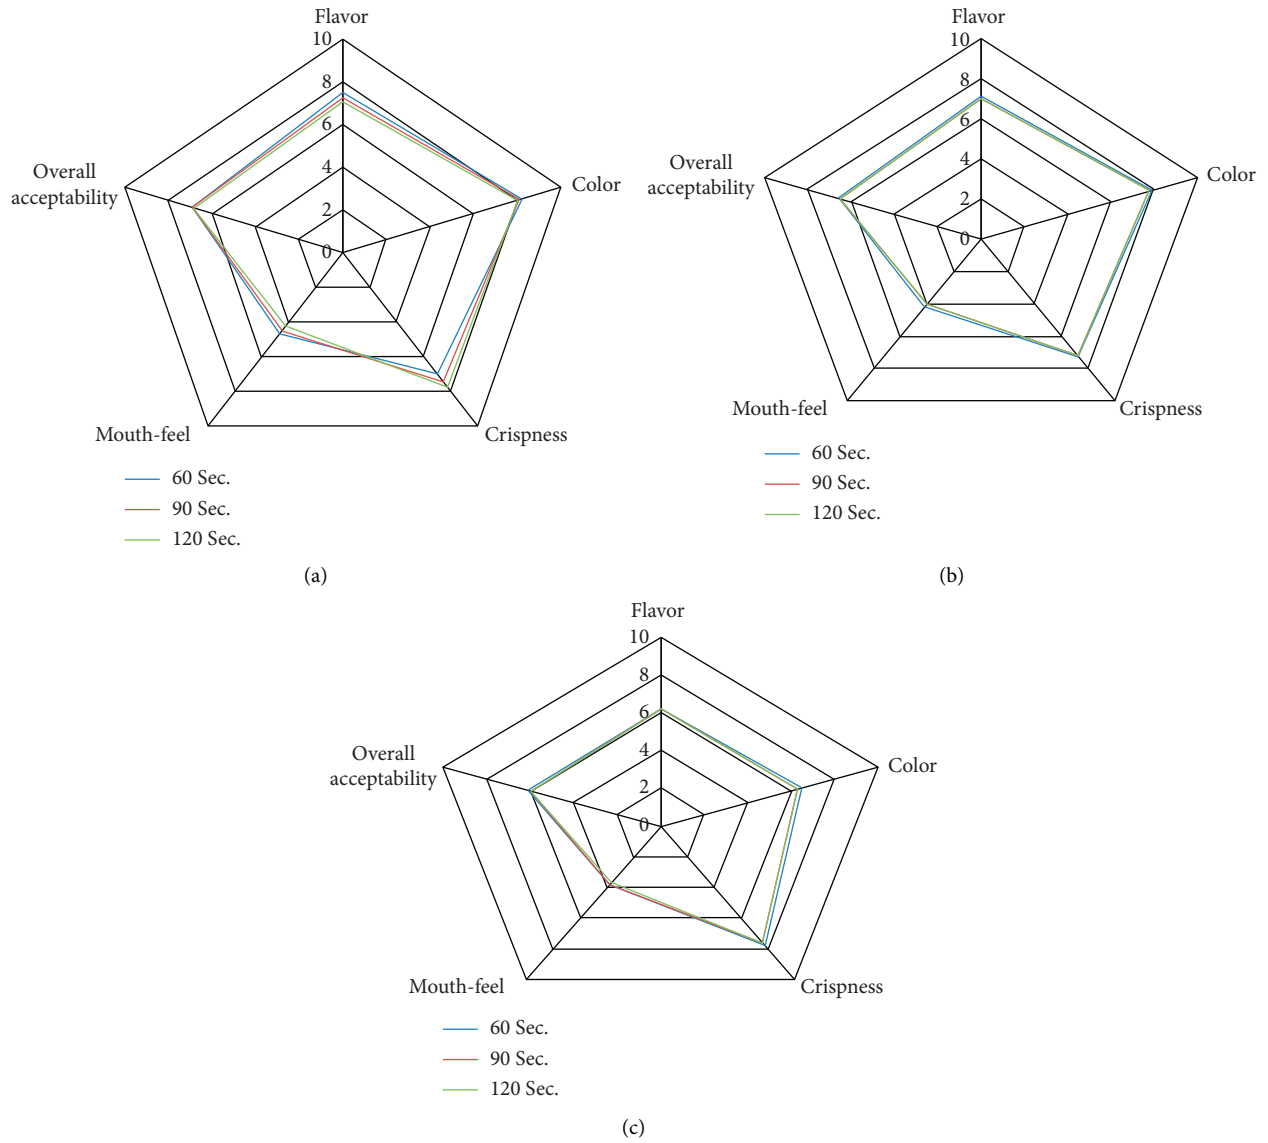 Flavor
10
8
6
4
2
0
Overall
acceptability
Color
Mouth-feel
Crispness
60 Sec.
90 Sec.
120 Sec.
(a)
Flavor
10
8
6
4
2
0
Overall
acceptability
Color
Mouth-feel
Crispness
60 Sec.
90 Sec.
120 Sec.
(b)
Flavor
10
8
6
4
2
0
Overall
acceptability
Color
Mouth-feel
Crispness
60 Sec.
90 Sec.
120 Sec.
(c)